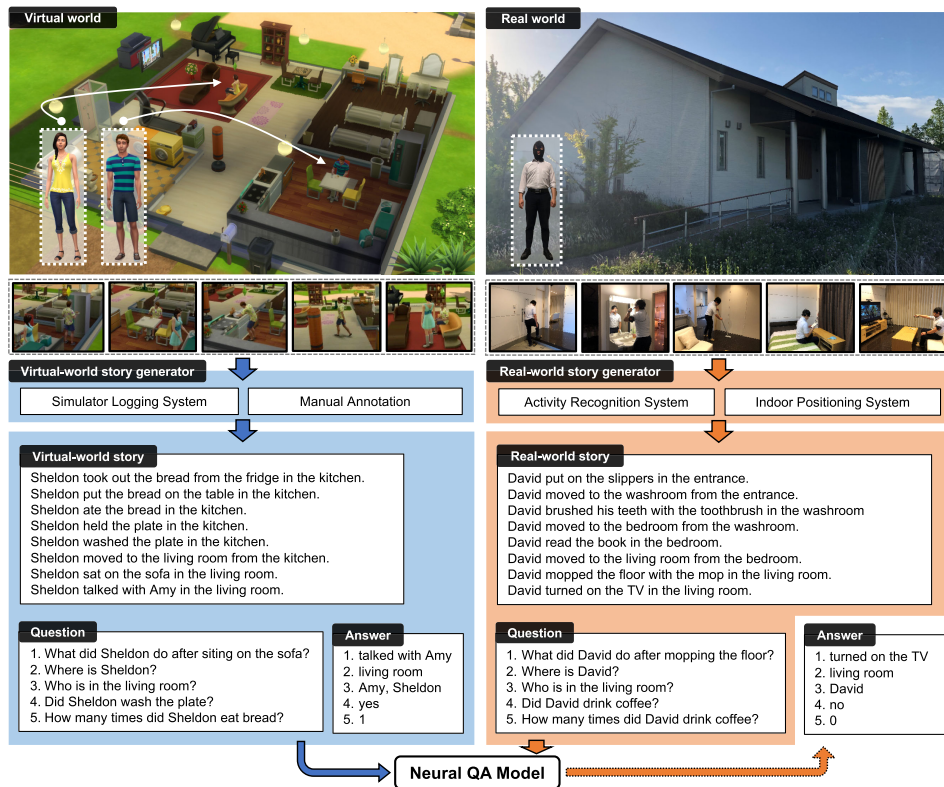 Virtual world
Real world
Virtual-world story generator
Simulator Logging System
Manual Annotation
Real-world story generator
Activity Recognition System
Indoor Positioning System
Virtual-world story
Sheldon took out the bread from the fridge in the kitchen.
Sheldon put the bread on the table in the kitchen.
Sheldon ate the bread in the kitchen.
Sheldon held the plate in the kitchen.
Sheldon washed the plate in the kitchen.
Sheldon moved to the living room from the kitchen.
Sheldon sat on the sofa in the living room.
Sheldon talked with Amy in the living room.
Real-world story
David put on the slippers in the entrance.
David moved to the washroom from the entrance.
David brushed his teeth with the toothbrush in the washroom
David moved to the bedroom from the washroom.
David read the book in the bedroom.
David moved to the living room from the bedroom.
David mopped the floor with the mop in the living room.
David turned on the TV in the living room.
Question
1. What did Sheldon do after siting on the sofa?
2. Where is Sheldon?
3. Who is in the living room?
4. Did Sheldon wash the plate?
5. How many times did Sheldon eat bread?
Answer
1. talked with Amy
2. living room
3. Amy, Sheldon
4. yes
5. 1
Question
1. What did David do after mopping the floor?
2. Where is David?
3. Who is in the living room?
4. Did David drink coffee?
5. How many times did David drink coffee?
Answer
1. turned on the TV
2. living room
3. David
4. no
5. 0
Neural QA Model